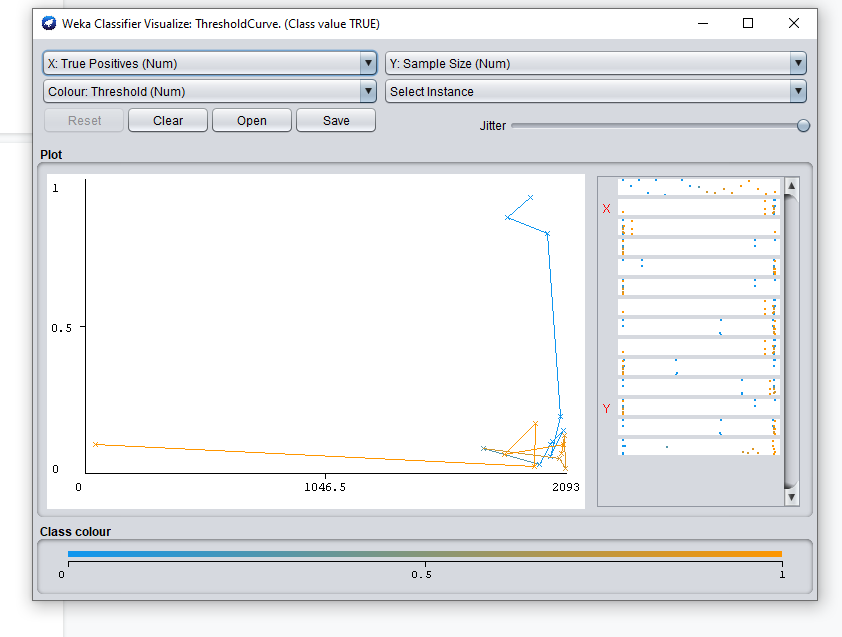 Weka Classifier Visualize: ThresholdCurve. (Class value TRUE)
X: True Positives (Num)
Y: Sample Size (Num)
Colour: Threshold (Num)
Select Instance
Reset
Clear
Open
Save
Jitter
Plot
1
0.5
0
0
1046.5
2093
X
Y
Class colour
0
0.5
1